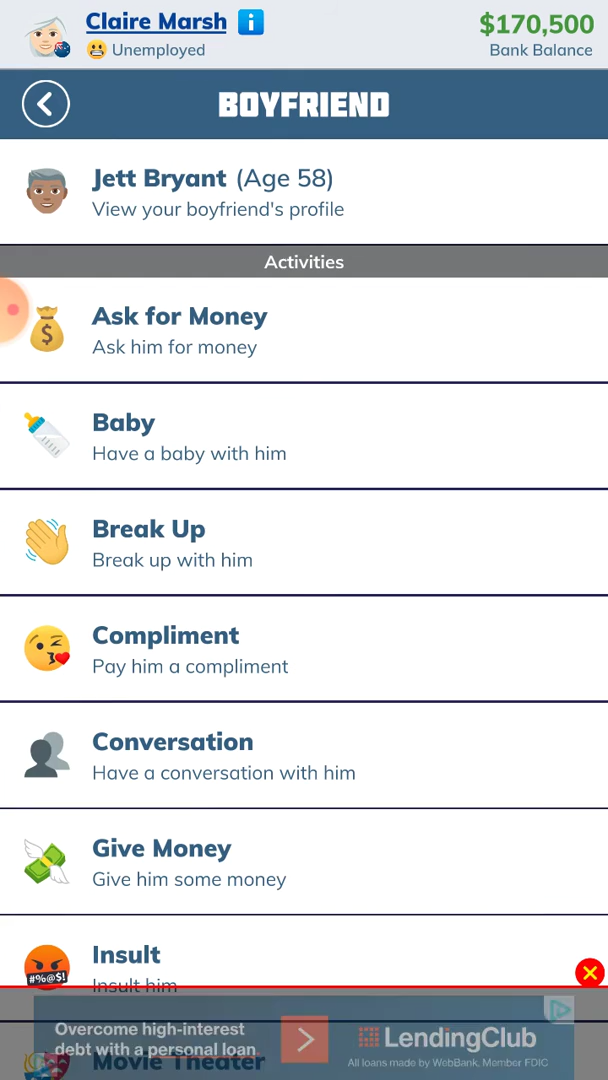 Claire Marsh i
Unemployed
$170,500
Bank Balance
BOYFRIEND
Jett Bryant (Age 58)
View your boyfriend's profile
Activities
Ask for Money
Ask him for money
Baby
Have a baby with him
Break Up
Break up with him
Compliment
Pay him a compliment
Conversation
Have a conversation with him
Give Money
Give him some money
#%@$!
Insult
Insult him
Overcome high-interest
debt with a personal loan.
LendingClub
All loans made by WebBank, Member FDIC
Movie Theater